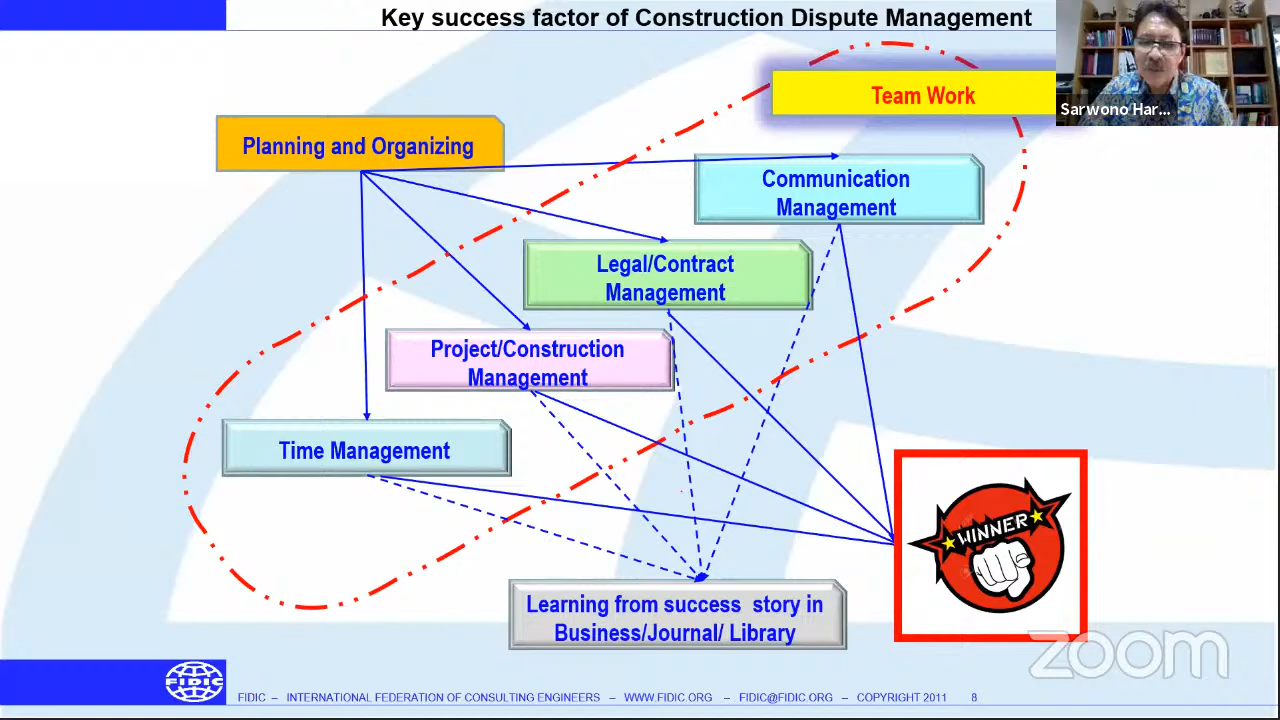 Key success factor of Construction Dispute Management
Team Work
Sarwono Har...
Planning and Organizing
Communication
Management
Legal/Contract
Management
Project/Construction
Management
Time Management
WINNER
Learning from success story in
Business/Journal/ Library
zoom
FIDIC
FIDIC – INTERNATIONAL FEDERATION OF CONSULTING ENGINEERS – WWW.FIDIC.ORG – FIDIC@FIDIC.ORG – COPYRIGHT 2011 8